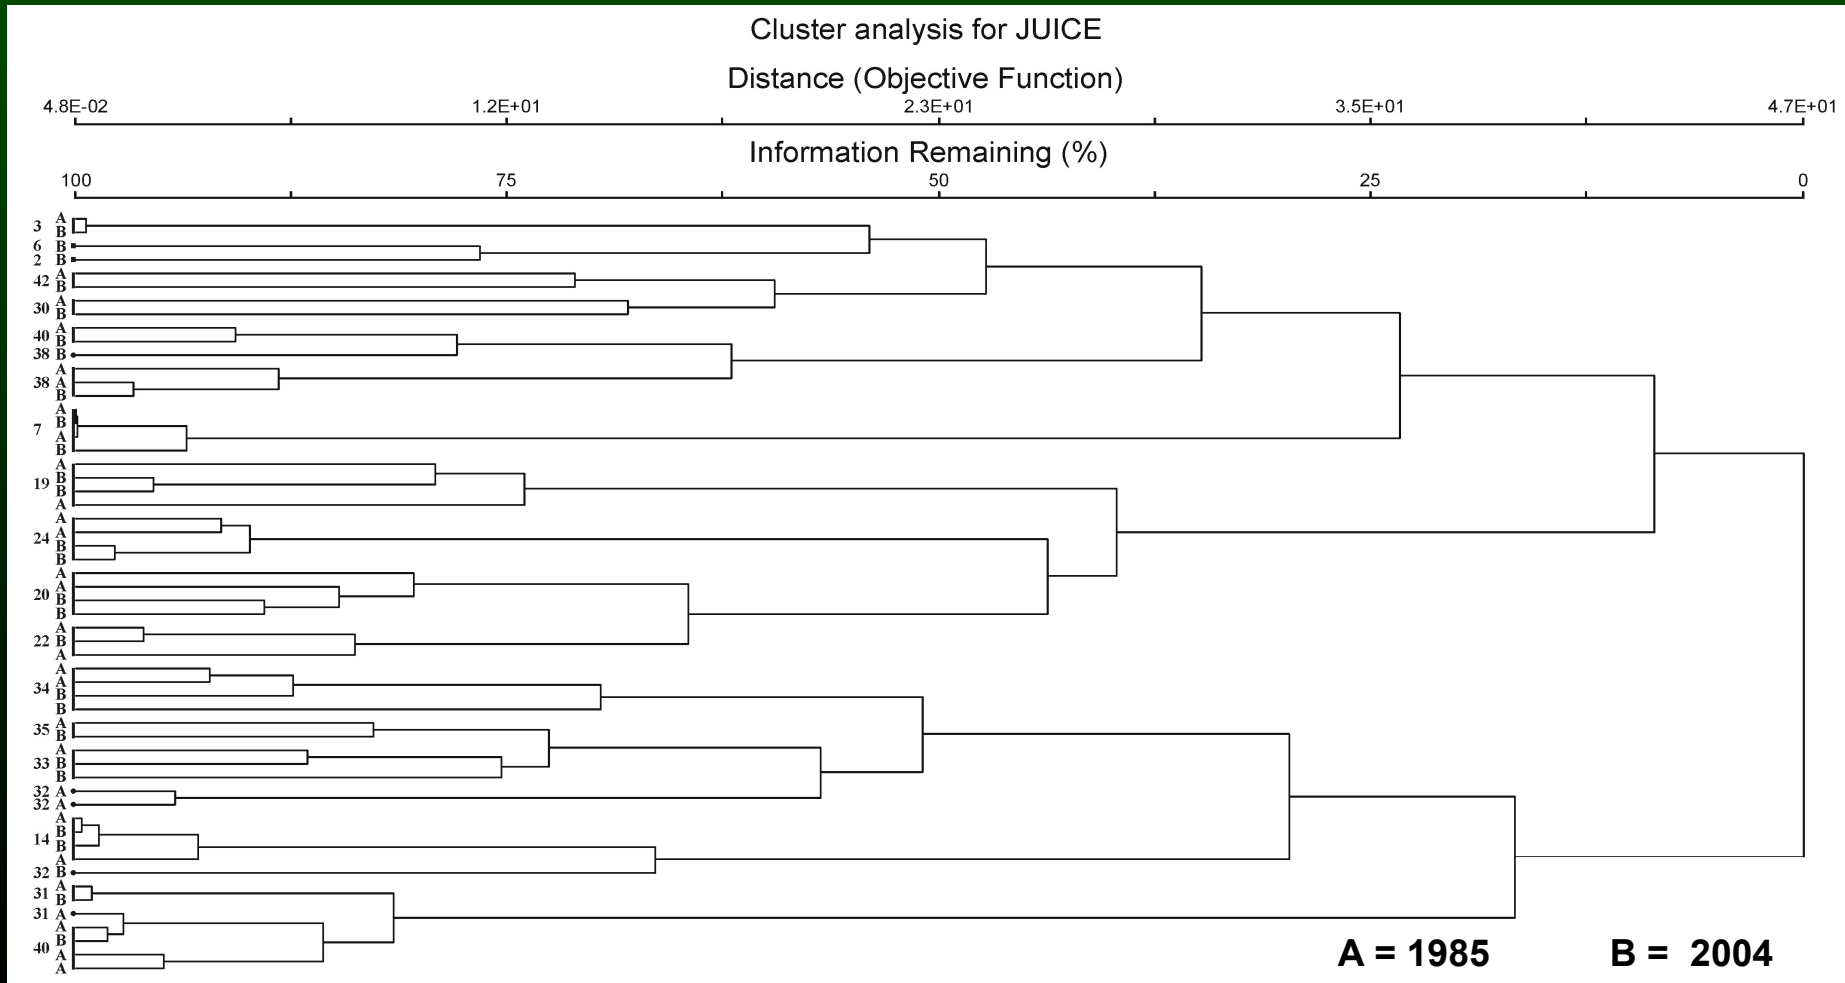 Cluster analysis for JUICE
Distance (Objective Function)
4.8E-02 1.2E+01 2.3E+01 3.5E+01 4.7E+01
Information Remaining (%)
100 75 50 25 0
A
3
B
6 B
2 B
A
42
B
A
30
B
A
40
B
38 B
A
38 A
B
A
B
7
A
B
A
B
19
B
A
A
A
24
B
B
A
A
20
B
B
A
22 B
A
A
A
34
B
B
A
35
B
A
33 B
B
32 A
32 A
A
B
14
B
A
32 B
A
31
B
31 A
A
B
40
A
A
A = 1985 B = 2004